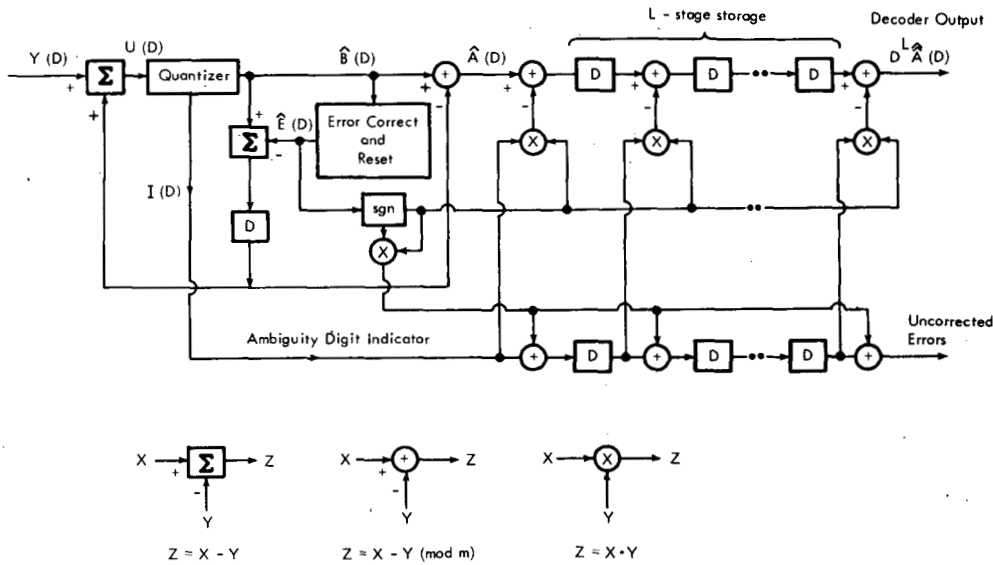 L - stage storage
Decoder Output
Y (D)
U (D)
B̂ (D)
Â (D)
D^L Â̂ (D)
+
Σ
Quantizer
+
+
+
+
+
+
+
-
-
-
-
D
D
D
+
+
Σ
-
Ê (D)
Error Correct
and
Reset
X
X
X
I (D)
D
sgn
X
Ambiguity Digit Indicator
+
D
+
D
D
+
Uncorrected
Errors
X
+
Σ
Z
-
Y
Z = X - Y
X
+
+
Z
-
Y
Z = X - Y (mod m)
X
X
Z
Y
Z = X · Y